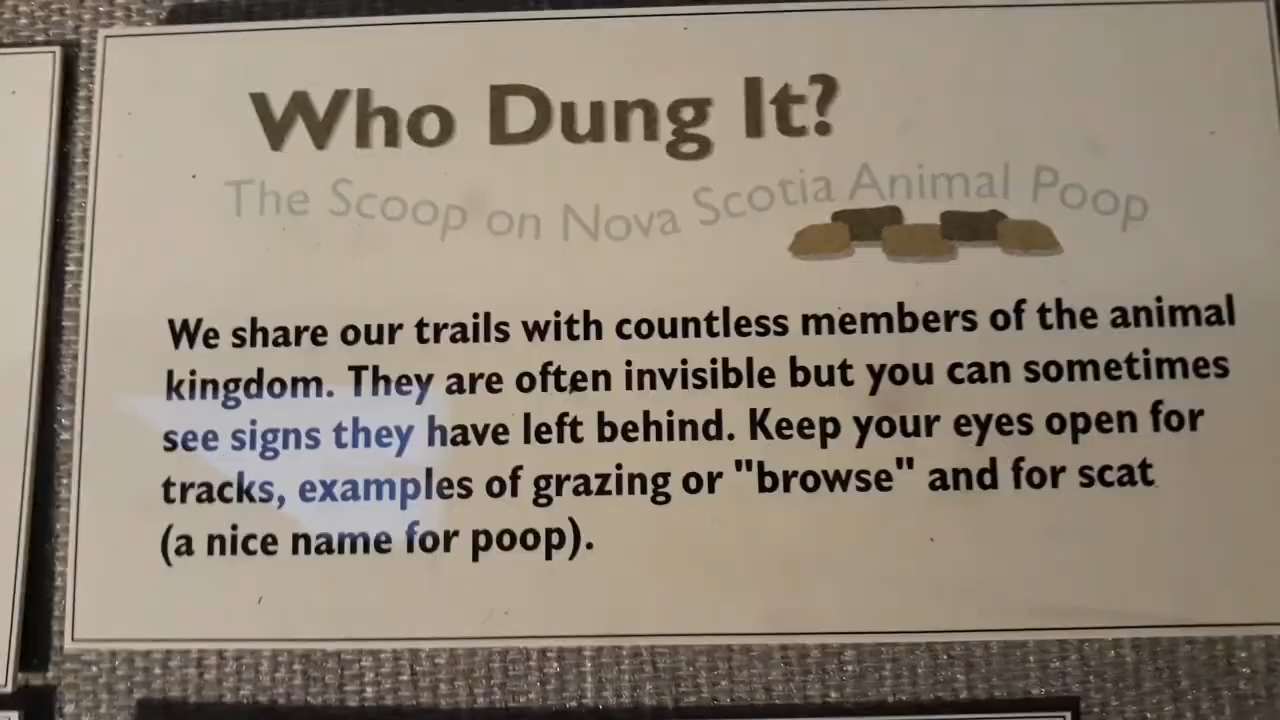 Who Dung It?
The Scoop on Nova Scotia Animal Poop
We share our trails with countless members of the animal
kingdom. They are often invisible but you can sometimes
see signs they have left behind. Keep your eyes open for
tracks, examples of grazing or "browse" and for scat
(a nice name for poop).